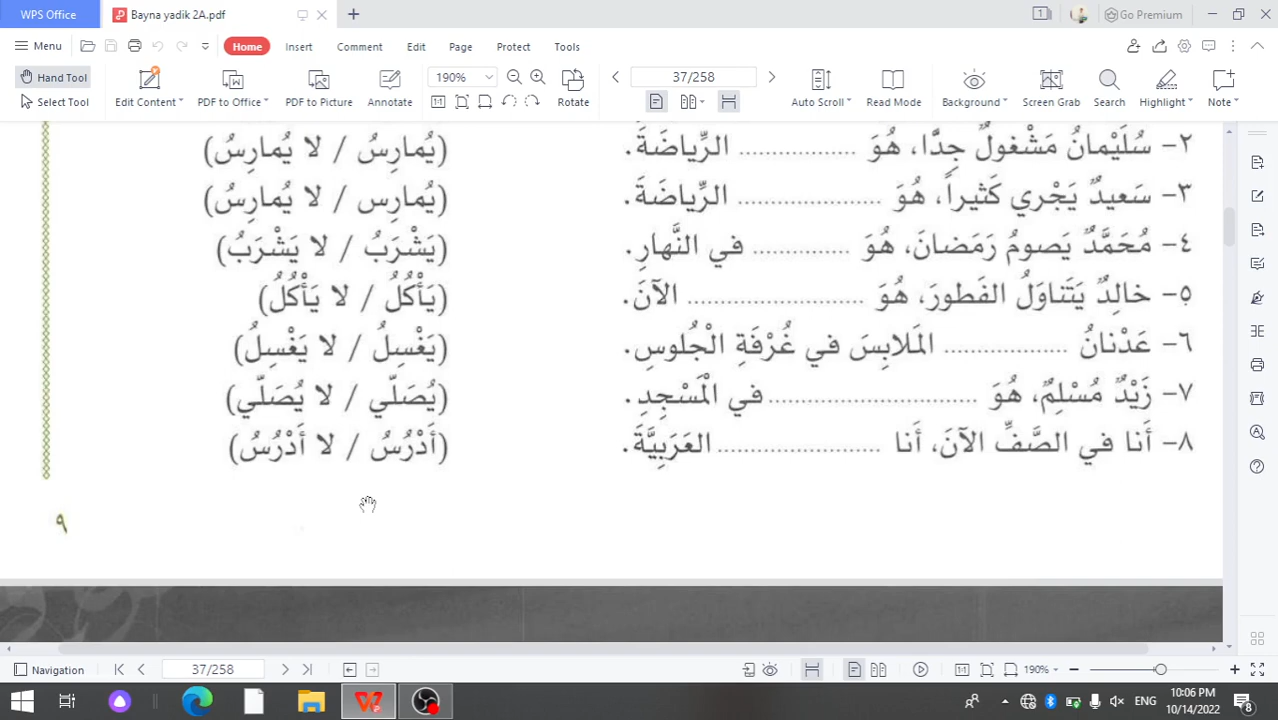 WPS Office
Bayna yadik 2A.pdf
Go Premium
Menu
Home
Insert
Comment
Edit
Page
Protect
Tools
Hand Tool
Select Tool
Edit Content
PDF to Office
PDF to Picture
Annotate
190%
37/258
Rotate
Auto Scroll
Read Mode
Background
Screen Grab
Search
Highlight
Note
٢- سُلَيْمانُ مَشْغولٌ جِدًّا، هُوَ ............... الرِّياضَةَ. (يُمارِسُ / لا يُمارِسُ)
٣- سَعيدٌ يَجْري كَثيراً، هُوَ .................. الرِّياضَةَ. (يُمارِس / لا يُمارِسُ)
٤- مُحَمَّدٌ يَصومُ رَمَضانَ، هُوَ ............ في النَّهارِ. (يَشْرَبُ / لا يَشْرَبُ)
٥- خالِدٌ يَتَناوَلُ الفَطورَ، هُوَ ...................... الآنَ. (يَأْكُلُ / لا يَأْكُلُ)
٦- عَدْنانُ ............... المَلابِسَ في غُرْفَةِ الْجُلوسِ. (يَغْسِلُ / لا يَغْسِلُ)
٧- زَيْدٌ مُسْلِمٌ، هُوَ .......................... في الْمَسْجِدِ. (يُصَلّي / لا يُصَلّي)
٨- أَنا في الصَّفِّ الآنَ، أَنا .................... العَرَبِيَّةَ. (أَدْرُسُ / لا أَدْرُسُ)
٩
Navigation
37/258
190%
ENG
10:06 PM
10/14/2022
8